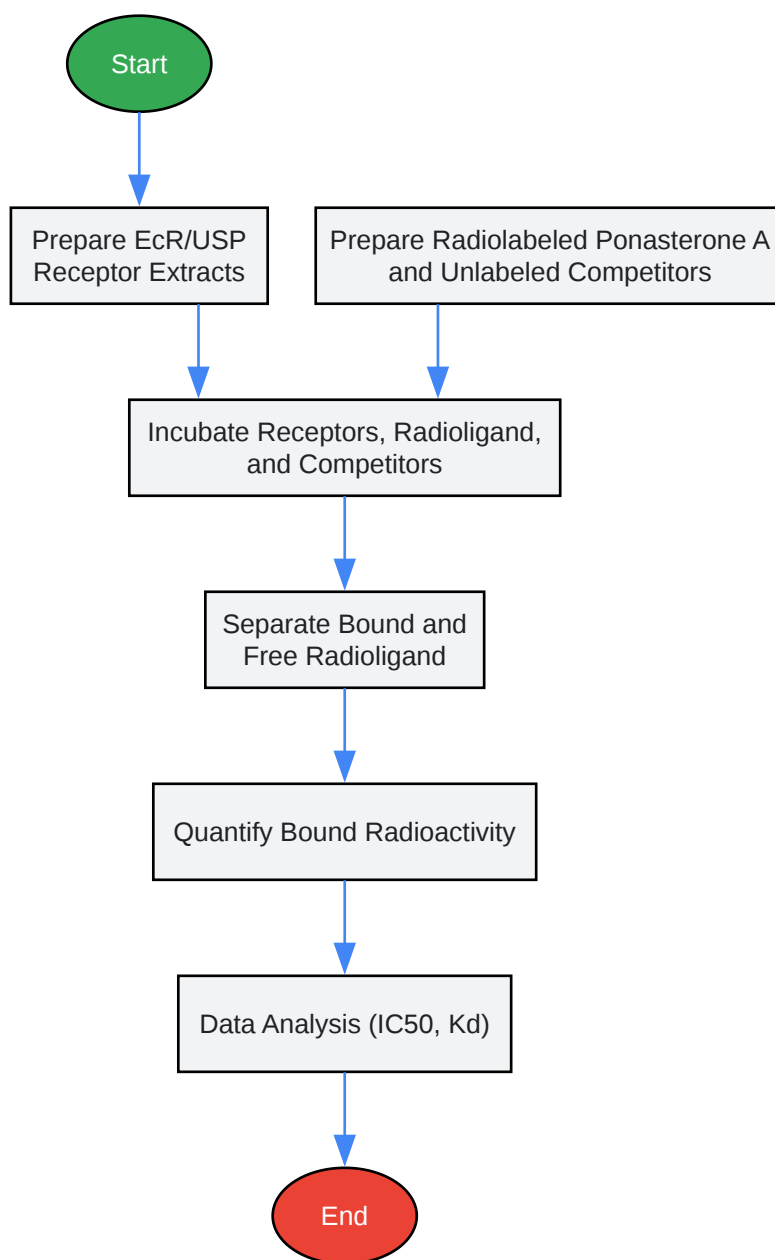 Start
Prepare EcR/USP
Receptor Extracts
Prepare Radiolabeled Ponasterone A
and Unlabeled Competitors
Incubate Receptors, Radioligand,
and Competitors
Separate Bound and
Free Radioligand
Quantify Bound Radioactivity
Data Analysis (IC50, Kd)
End